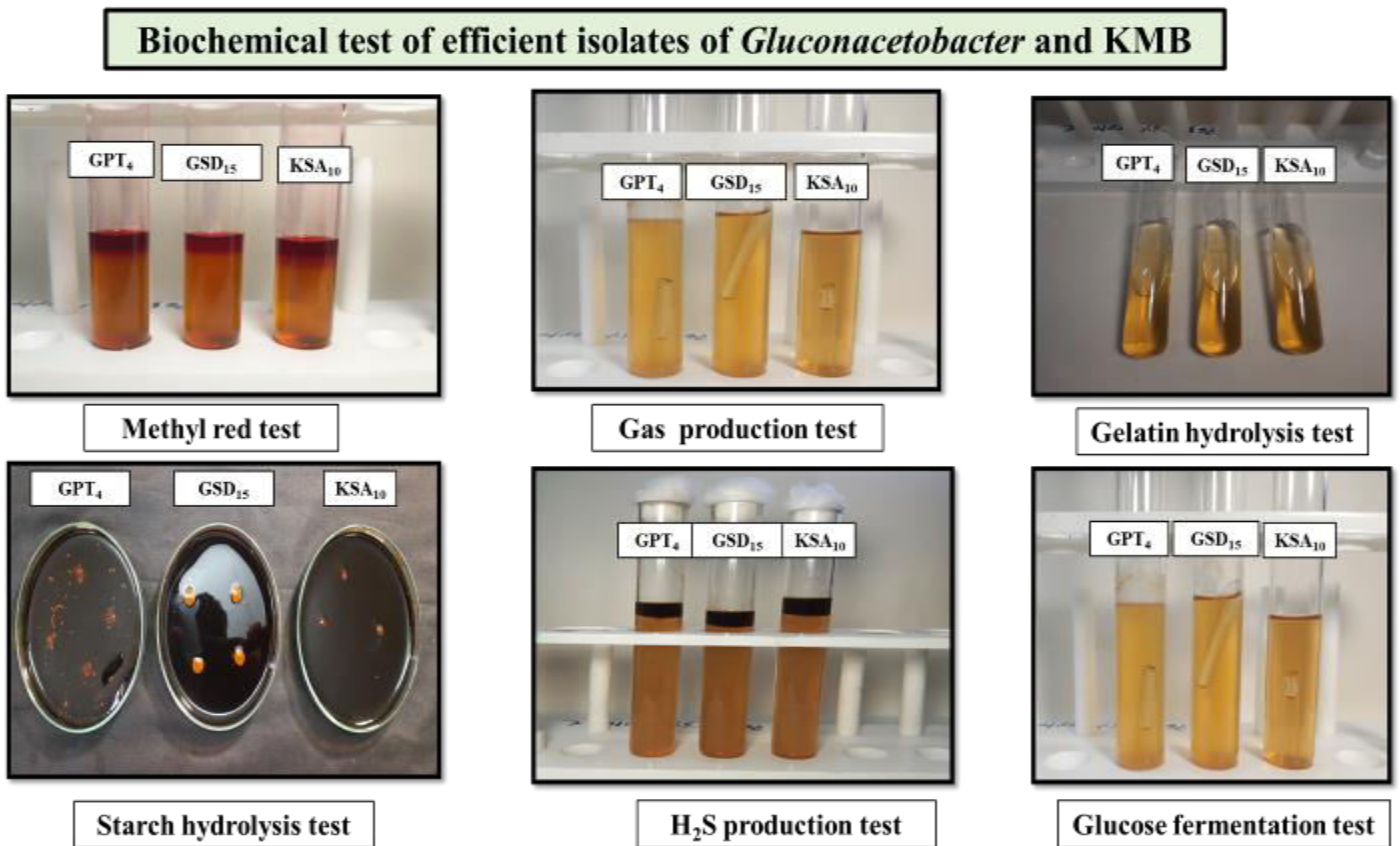 Biochemical test of efficient isolates of Gluconacetobacter and KMB
GPT₄ GSD₁₅ KSA₁₀
Methyl red test
GPT₄ GSD₁₅ KSA₁₀
Gas production test
GPT₄ GSD₁₅ KSA₁₀
Gelatin hydrolysis test
GPT₄ GSD₁₅ KSA₁₀
Starch hydrolysis test
GPT₄ GSD₁₅ KSA₁₀
H₂S production test
GPT₄ GSD₁₅ KSA₁₀
Glucose fermentation test